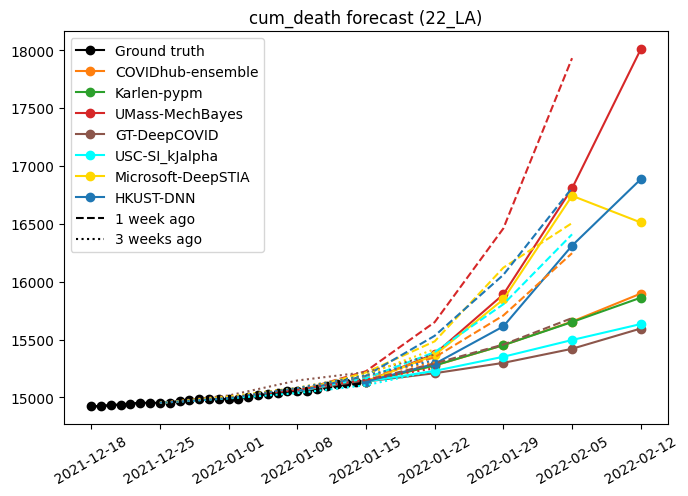 cum_death forecast (22_LA)
18000
17500
17000
16500
16000
15500
15000
Ground truth
COVIDhub-ensemble
Karlen-pypm
UMass-MechBayes
GT-DeepCOVID
USC-SI_kJalpha
Microsoft-DeepSTIA
HKUST-DNN
1 week ago
3 weeks ago
2021-12-18
2021-12-25
2022-01-01
2022-01-08
2022-01-15
2022-01-22
2022-01-29
2022-02-05
2022-02-12